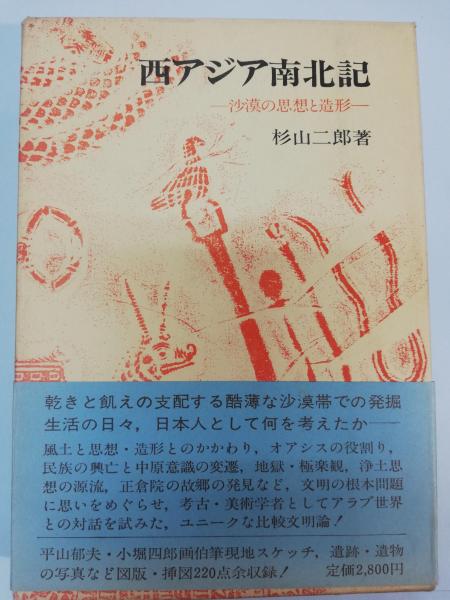 西アジア南北記
―沙漠の思想と造形―
杉山二郎著
乾きと飢えの支配する酷薄な沙漠帯での発掘
生活の日々，日本人として何を考えたか――
風土と思想・造形とのかかわり，オアシスの役割り，
民族の興亡と中原意識の変遷，地獄・極楽観，浄土思
想の源流，正倉院の故郷の発見など，文明の根本問題
に思いをめぐらせ，考古・美術学者としてアラブ世界
との対話を試みた，ユニークな比較文明論！
平山郁夫・小堀四郎画伯筆現地スケッチ，遺跡・遺物
の写真など図版・挿図220点余収録！
定価2,800円